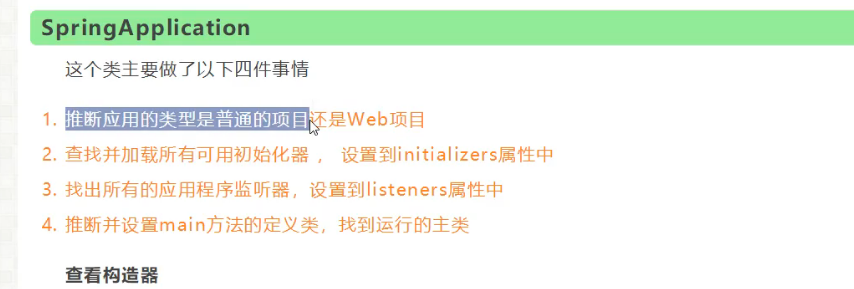 SpringApplication
这个类主要做了以下四件事情
1. 推断应用的类型是普通的项目还是Web项目
2. 查找并加载所有可用初始化器 ， 设置到initializers属性中
3. 找出所有的应用程序监听器，设置到listeners属性中
4. 推断并设置main方法的定义类，找到运行的主类
查看构造器